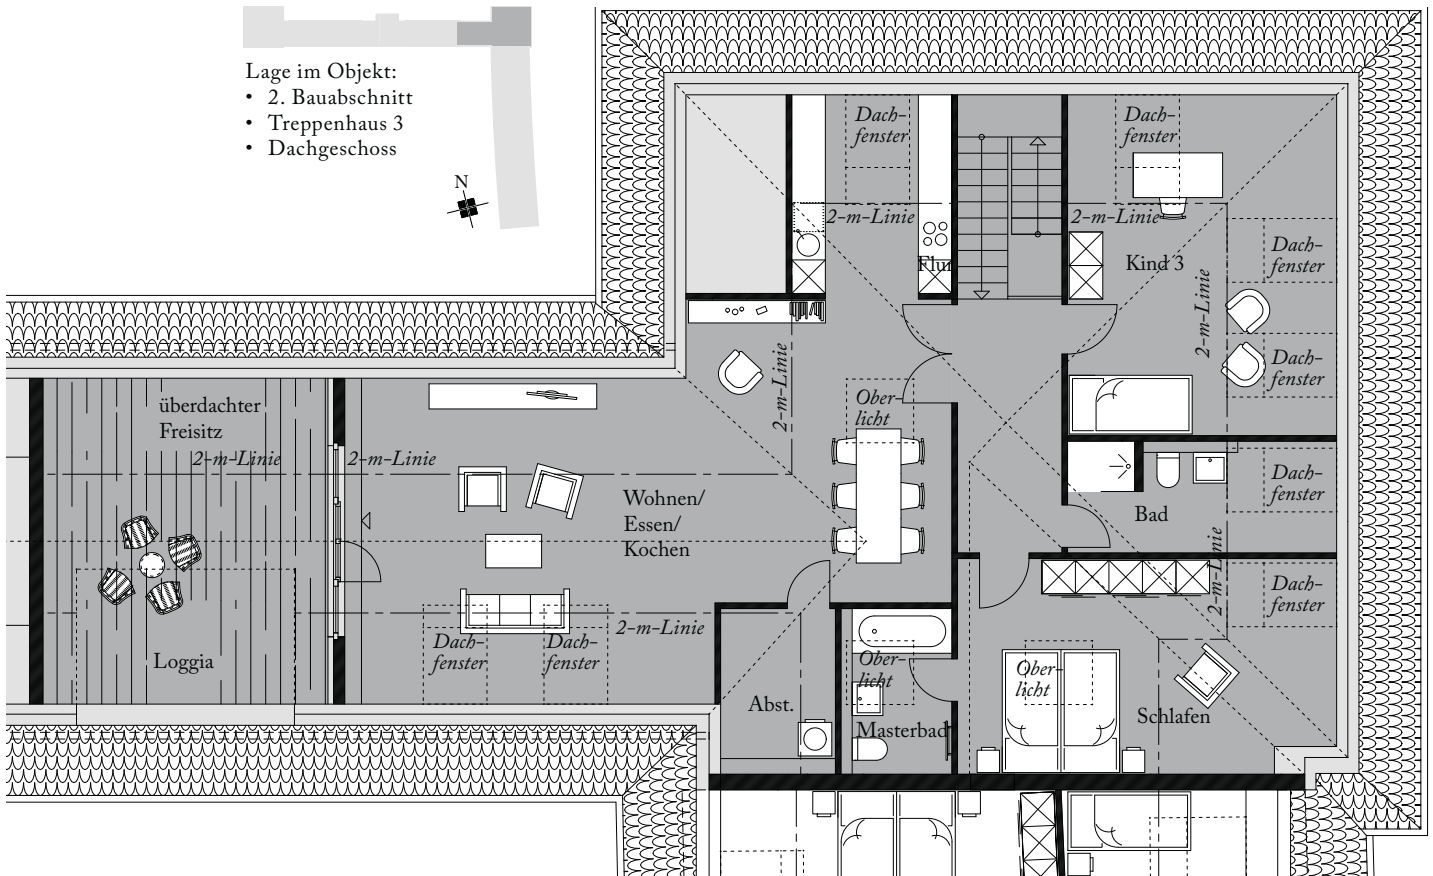 Lage im Objekt:
• 2. Bauabschnitt
• Treppenhaus 3
• Dachgeschoss
N
Dach-
fenster
Dach-
fenster
2-m-Linie
2-m-Linie
Flur
Kind 3
Dach-
fenster
2-m-Linie
2-m-Linie
Dach-
fenster
überdachter
Freisitz
Ober-
licht
2-m-Linie
2-m-Linie
Wohnen/
Essen/
Kochen
Dach-
fenster
Bad
2-m-Linie
Dach-
fenster
2-m-Linie
Dach-
fenster
Dach-
fenster
Loggia
Ober-
licht
Ober-
licht
Abst.
Masterbad
Schlafen